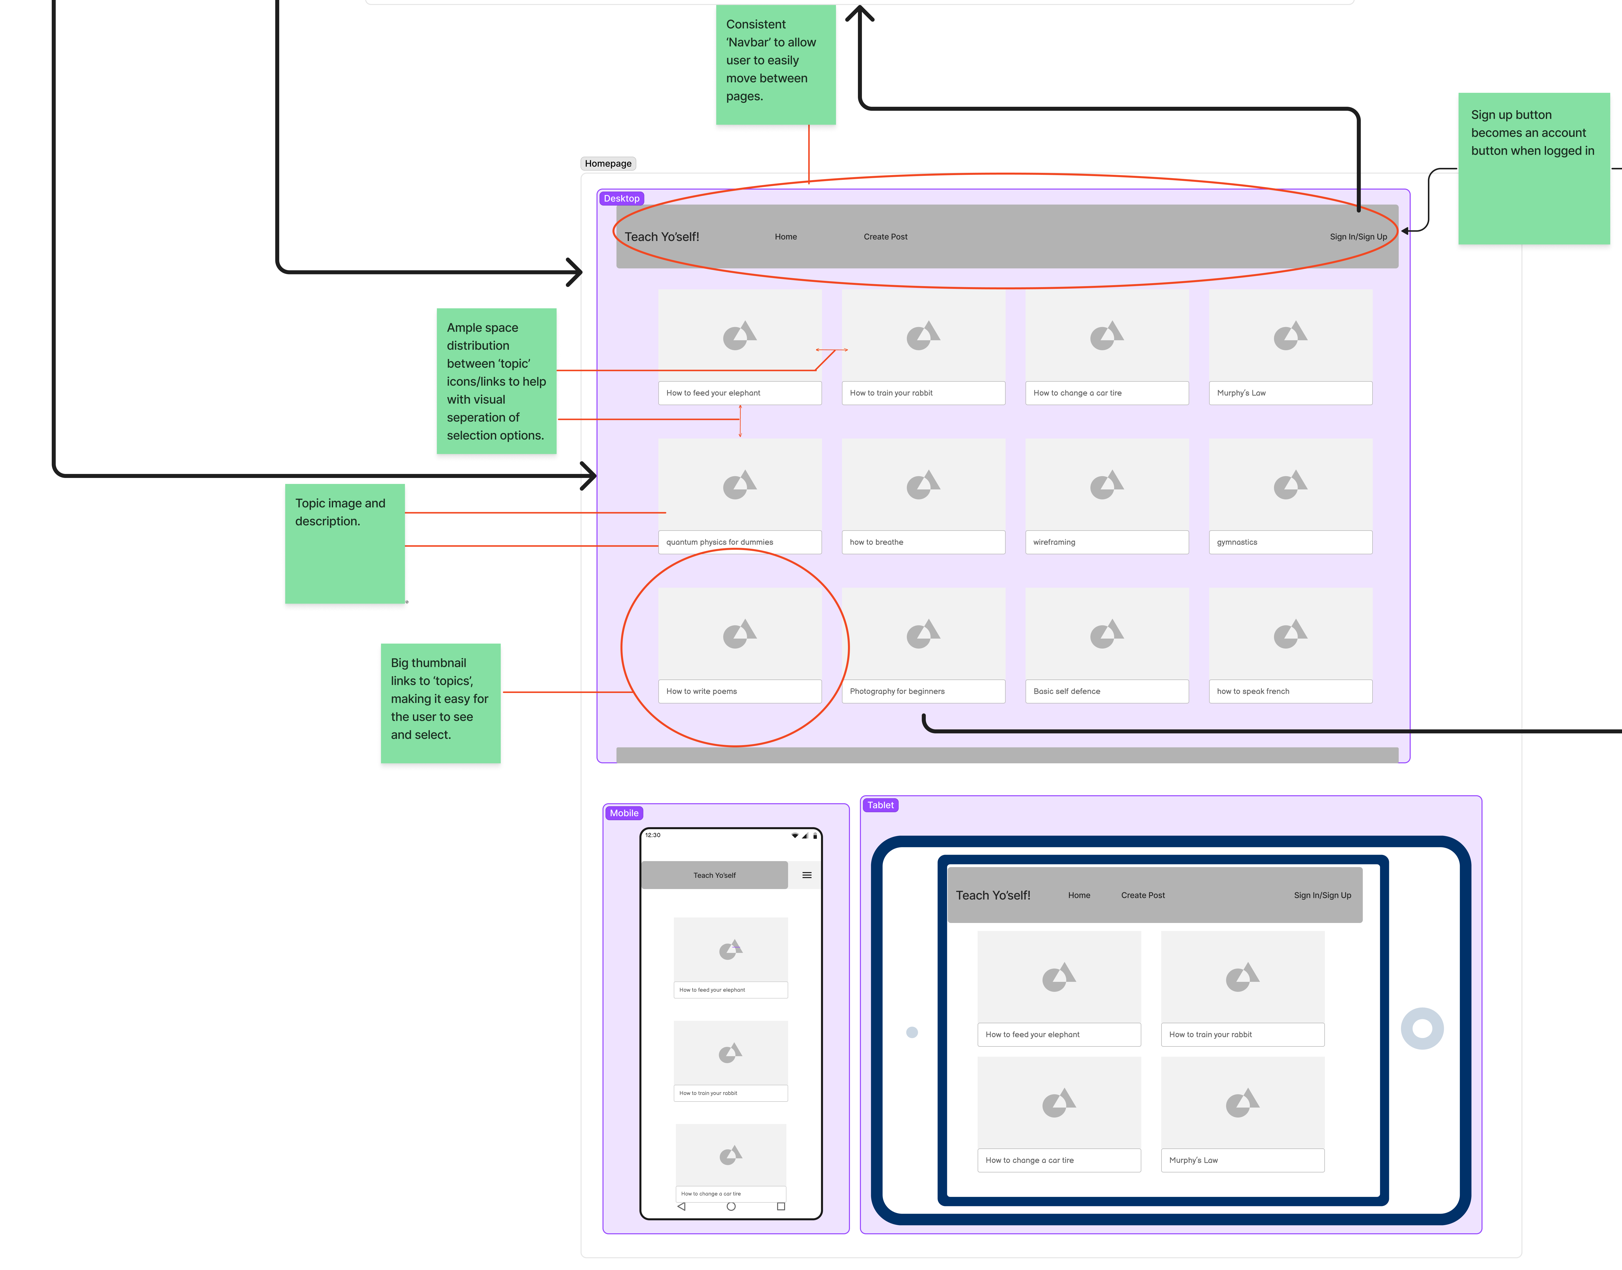 Consistent
‘Navbar’ to allow
user to easily
move between
pages.
Sign up button
becomes an account
button when logged in
Homepage
Desktop
Teach Yo’self!
Home
Create Post
Sign In/Sign Up
Ample space
distribution
between ‘topic’
icons/links to help
with visual
seperation of
selection options.
How to feed your elephant
How to train your rabbit
How to change a car tire
Murphy’s Law
Topic image and
description.
quantum physics for dummies
how to breathe
wireframing
gymnastics
Big thumbnail
links to ‘topics’,
making it easy for
the user to see
and select.
How to write poems
Photography for beginners
Basic self defence
how to speak french
Mobile
12:30
Teach Yo’self
How to feed your elephant
How to train your rabbit
How to change a car tire
Tablet
Teach Yo’self!
Home
Create Post
Sign In/Sign Up
How to feed your elephant
How to train your rabbit
How to change a car tire
Murphy’s Law